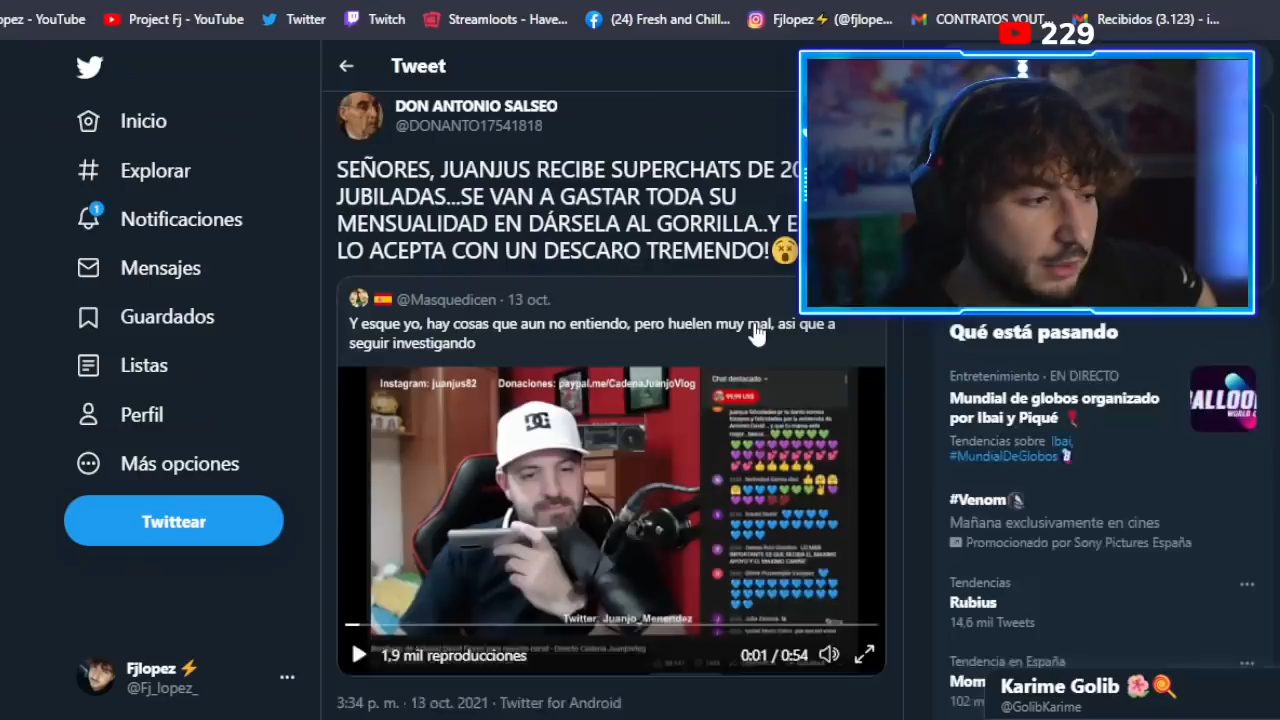 opez - YouTube
Project Fj - YouTube
Twitter
Twitch
Streamloots - Have...
(24) Fresh and Chill...
Fjlopez⚡ (@fjlope...
CONTRATOS YOUT...
Recibidos (3.123) - i...
229
Tweet
Inicio
Explorar
1
Notificaciones
Mensajes
Guardados
Listas
Perfil
Más opciones
Twittear
Fjlopez ⚡
@Fj_lopez_
DON ANTONIO SALSEO
@DONANTO17541818
SEÑORES, JUANJUS RECIBE SUPERCHATS DE 20
JUBILADAS...SE VAN A GASTAR TODA SU
MENSUALIDAD EN DÁRSELA AL GORRILLA..Y E
LO ACEPTA CON UN DESCARO TREMENDO!😵
🇪🇸 @Masquedicen · 13 oct.
Y esque yo, hay cosas que aun no entiendo, pero huelen muy mal, asi que a
seguir investigando
Instagram: juanjus82
Donaciones: paypal.me/CadenaJuanjoVlog
Chat destacado
99,99 US$
DG
Twitter: Juanjo_Menendez
1,9 mil reproducciones
0:01 / 0:54
3:34 p. m. · 13 oct. 2021 · Twitter for Android
Qué está pasando
Entretenimiento · EN DIRECTO
Mundial de globos organizado
por Ibai y Piqué
Tendencias sobre Ibai,
#MundialDeGlobos
BALLOO
WORLD C
#Venom
Mañana exclusivamente en cines
Promocionado por Sony Pictures España
Tendencias
Rubius
14,6 mil Tweets
Tendencia en España
Mom
102 m
Karime Golib 🌺🍭
@GolibKarime